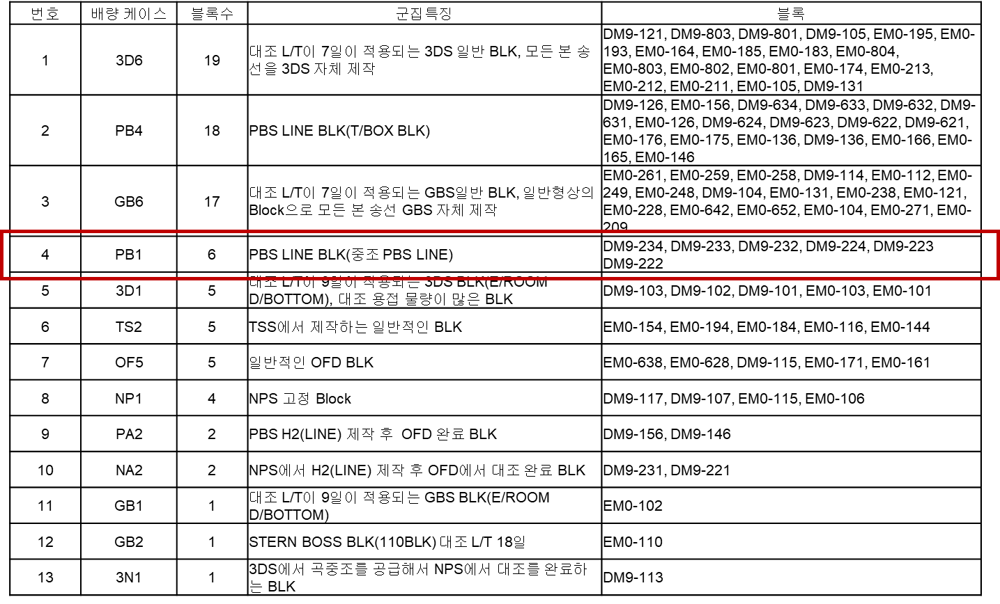 번호 배량 케이스 블록수 군집특징 블록
1 3D6 19 대조 L/T이 7일이 적용되는 3DS 일반 BLK, 모든 본 송
선을 3DS 자체 제작
DM9-121, DM9-803, DM9-801, DM9-105, EM0-195, EM0-
193, EM0-164, EM0-185, EM0-183, EM0-804,
EM0-803, EM0-802, EM0-801, EM0-174, EM0-213,
EM0-212, EM0-211, EM0-105, DM9-131
2 PB4 18 PBS LINE BLK(T/BOX BLK)
DM9-126, EM0-156, DM9-634, DM9-633, DM9-632, DM9-
631, EM0-126, DM9-624, DM9-623, DM9-622, DM9-621,
EM0-176, EM0-175, EM0-136, DM9-136, EM0-166, EM0-
165, EM0-146
3 GB6 17 대조 L/T이 7일이 적용되는 GBS일반 BLK, 일반형상의
Block으로 모든 본 송선 GBS 자체 제작
EM0-261, EM0-259, EM0-258, DM9-114, EM0-112, EM0-
249, EM0-248, DM9-104, EM0-131, EM0-238, EM0-121,
EM0-228, EM0-642, EM0-652, EM0-104, EM0-271, EM0-
209
4 PB1 6 PBS LINE BLK(중조 PBS LINE)
DM9-234, DM9-233, DM9-232, DM9-224, DM9-223
DM9-222
5 3D1 5 대조 L/T이 9일이 적용되는 3DS BLK(E/ROOM
D/BOTTOM), 대조 용접 물량이 많은 BLK
DM9-103, DM9-102, DM9-101, EM0-103, EM0-101
6 TS2 5 TSS에서 제작하는 일반적인 BLK EM0-154, EM0-194, EM0-184, EM0-116, EM0-144
7 OF5 5 일반적인 OFD BLK EM0-638, EM0-628, DM9-115, EM0-171, EM0-161
8 NP1 4 NPS 고정 Block DM9-117, DM9-107, EM0-115, EM0-106
9 PA2 2 PBS H2(LINE) 제작 후 OFD 완료 BLK DM9-156, DM9-146
10 NA2 2 NPS에서 H2(LINE) 제작 후 OFD에서 대조 완료 BLK DM9-231, DM9-221
11 GB1 1 대조 L/T이 9일이 적용되는 GBS BLK(E/ROOM
D/BOTTOM)
EM0-102
12 GB2 1 STERN BOSS BLK(110BLK) 대조 L/T 18일 EM0-110
13 3N1 1 3DS에서 곡중조를 공급해서 NPS에서 대조를 완료하
는 BLK
DM9-113